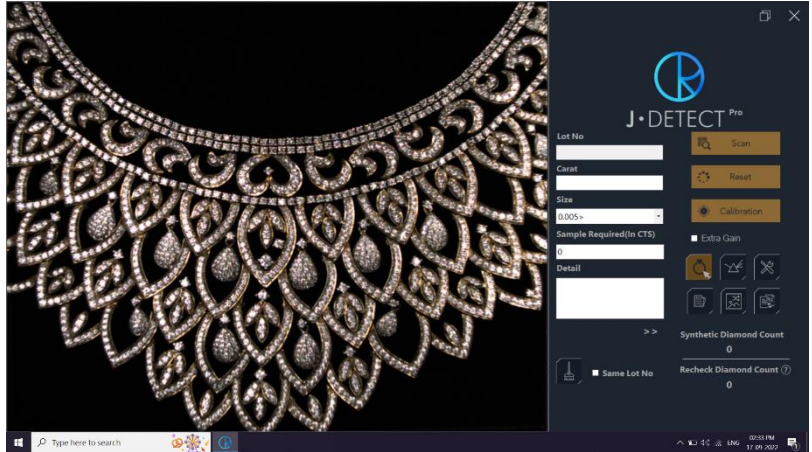 J·DETECT Pro
Lot No
Scan
Carat
Reset
Size
0.005>
Calibration
Sample Required(In CTS)
Extra Gain
0
Detail
>>
Synthetic Diamond Count
0
Same Lot No
Recheck Diamond Count ?
0
Type here to search
ENG
02:33 PM
17-09-2022